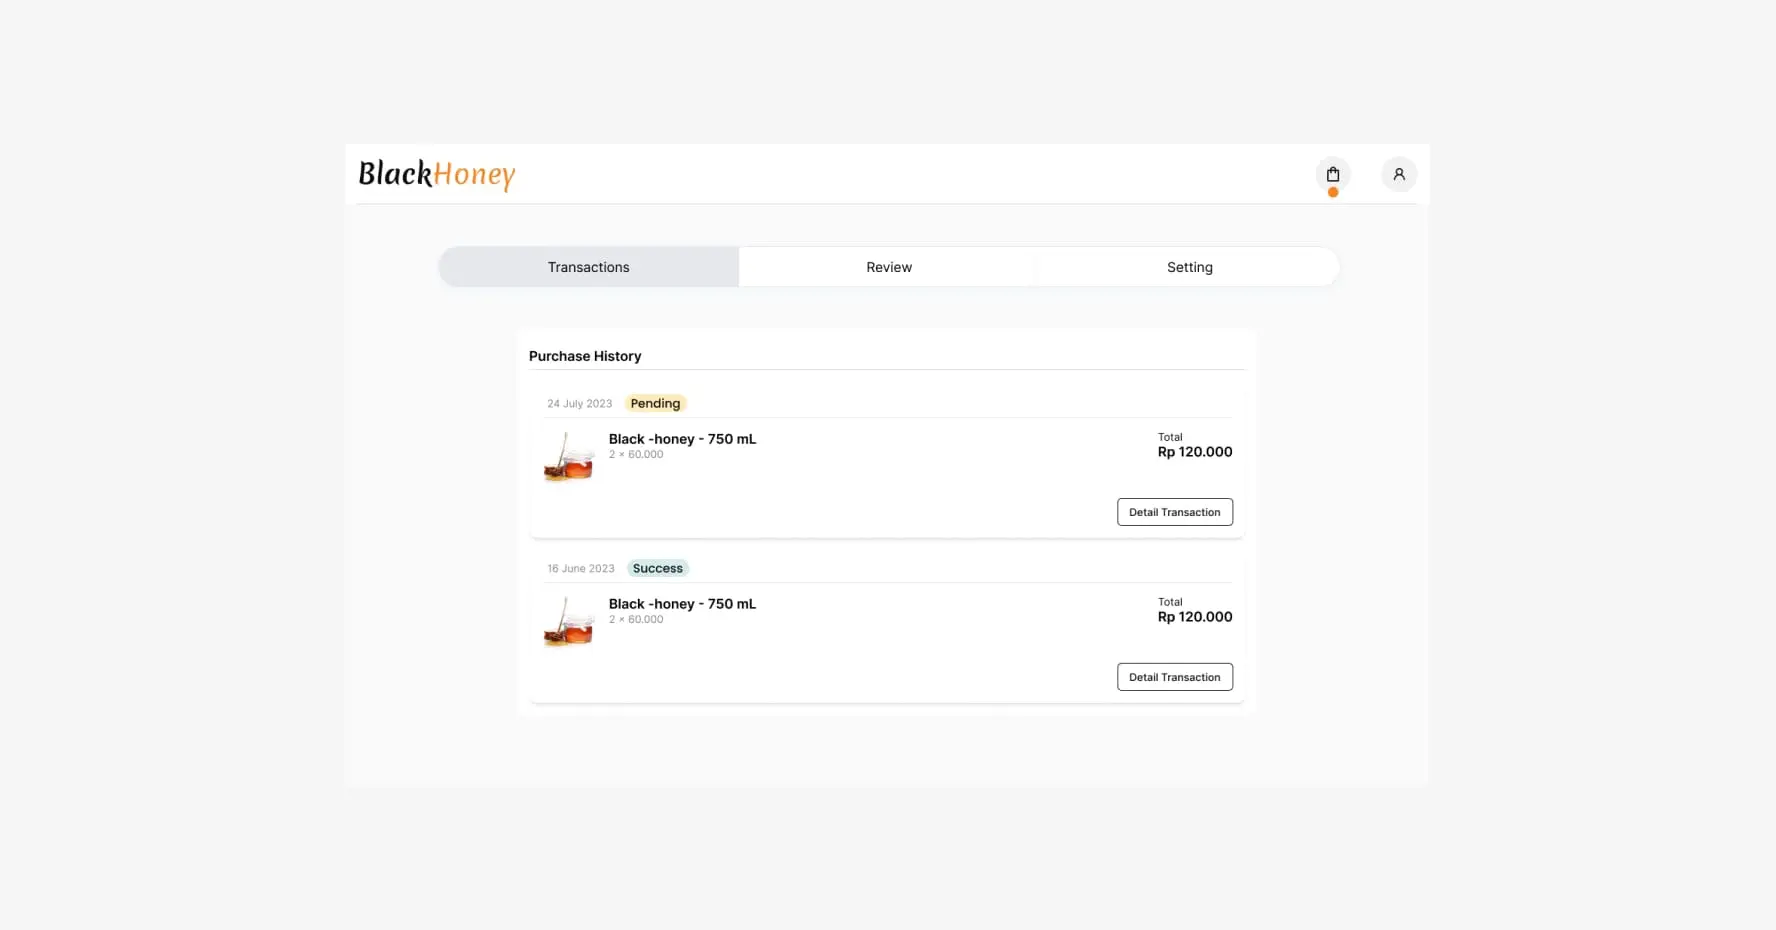 BlackHoney
Transactions
Review
Setting
Purchase History
24 July 2023 Pending
Black -honey - 750 mL
2 × 60.000
Total
Rp 120.000
Detail Transaction
16 June 2023 Success
Black -honey - 750 mL
2 × 60.000
Total
Rp 120.000
Detail Transaction